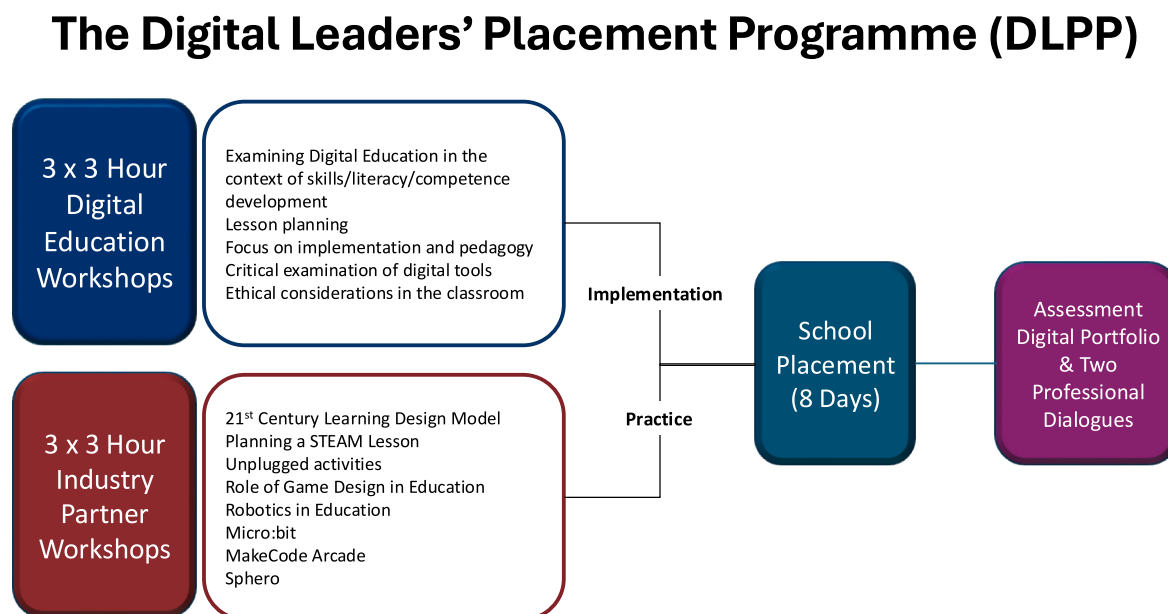 The Digital Leaders’ Placement Programme (DLPP)
3 x 3 Hour
Digital
Education
Workshops
Examining Digital Education in the
context of skills/literacy/competence
development
Lesson planning
Focus on implementation and pedagogy
Critical examination of digital tools
Ethical considerations in the classroom
Implementation
School
Placement
(8 Days)
Assessment
Digital Portfolio
& Two
Professional
Dialogues
3 x 3 Hour
Industry
Partner
Workshops
21st Century Learning Design Model
Planning a STEAM Lesson
Unplugged activities
Role of Game Design in Education
Robotics in Education
Micro:bit
MakeCode Arcade
Sphero
Practice